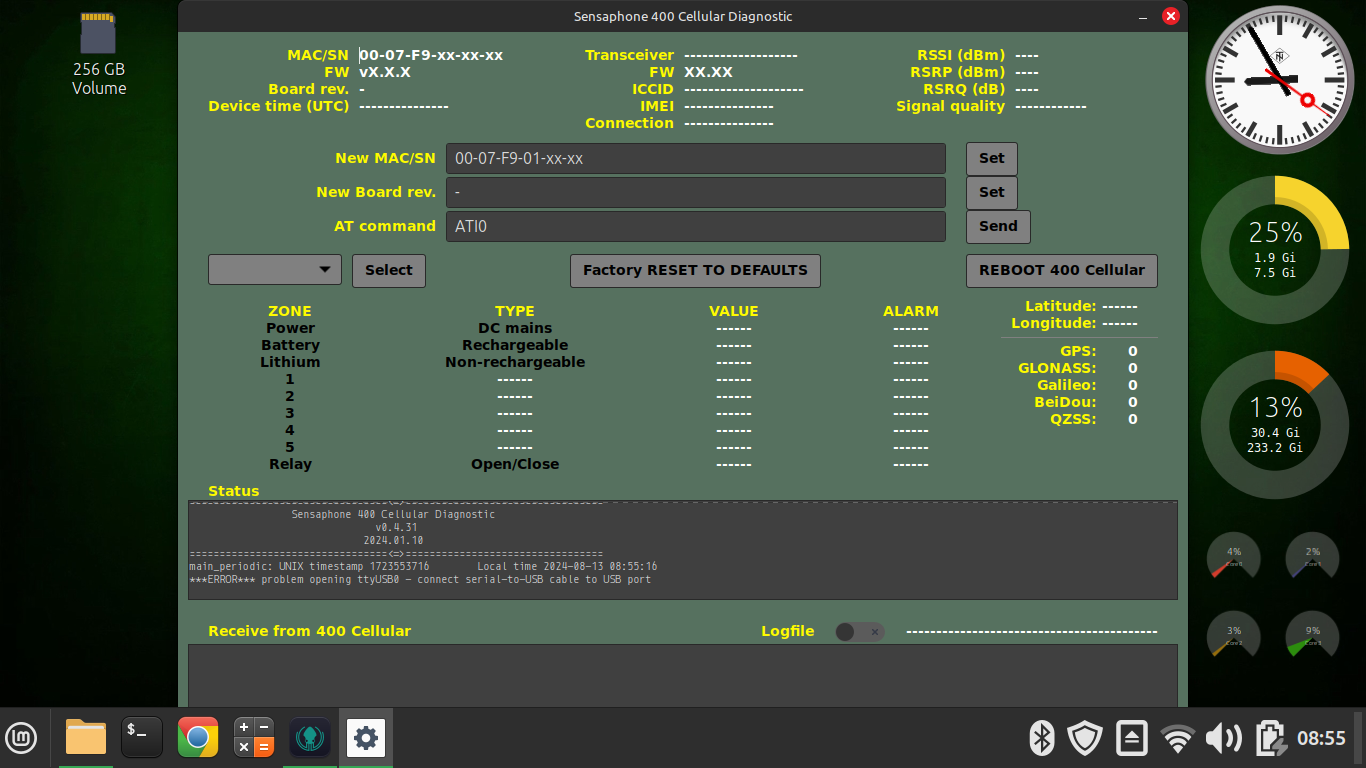 Sensaphone 400 Cellular Diagnostic
256 GB
Volume
MAC/SN 00-07-F9-xx-xx-xx Transceiver ------------------- RSSI (dBm) ----
FW vX.X.X FW XX.XX RSRP (dBm) ----
Board rev. - ICCID -------------------- RSRQ (dB) ----
Device time (UTC) --------------- IMEI --------------- Signal quality ------------
Connection ---------------
New MAC/SN 00-07-F9-01-xx-xx Set
New Board rev. - Set
AT command ATI0 Send
Select Factory RESET TO DEFAULTS REBOOT 400 Cellular
ZONE TYPE VALUE ALARM
Power DC mains ------ ------
Battery Rechargeable ------ ------
Lithium Non-rechargeable ------ ------
1 ------ ------ ------
2 ------ ------ ------
3 ------ ------ ------
4 ------ ------ ------
5 ------ ------ ------
Relay Open/Close ------ ------
Latitude: ------
Longitude: ------
GPS: 0
GLONASS: 0
Galileo: 0
BeiDou: 0
QZSS: 0
Status
Sensaphone 400 Cellular Diagnostic
v0.4.31
2024.01.10
=================================<=>=================================
main_periodic: UNIX timestamp 1723553716 Local time 2024-08-13 08:55:16
***ERROR*** problem opening ttyUSB0 - connect serial-to-USB cable to USB port
Receive from 400 Cellular Logfile ------------------------------------------
25%
1.9 Gi
7.5 Gi
13%
30.4 Gi
233.2 Gi
4%
Core 0
2%
Core 1
3%
Core 2
9%
Core 3
$_
08:55